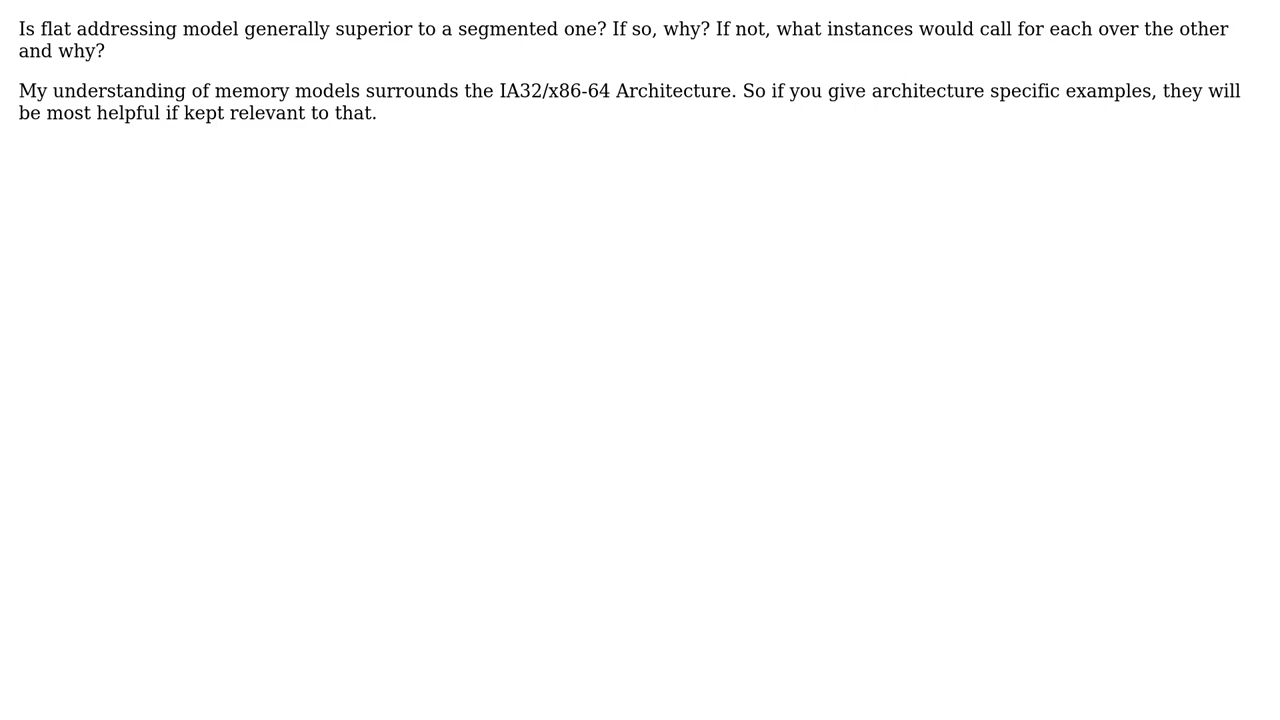 Is flat addressing model generally superior to a segmented one? If so, why? If not, what instances would call for each over the other
and why?
My understanding of memory models surrounds the IA32/x86-64 Architecture. So if you give architecture specific examples, they will
be most helpful if kept relevant to that.